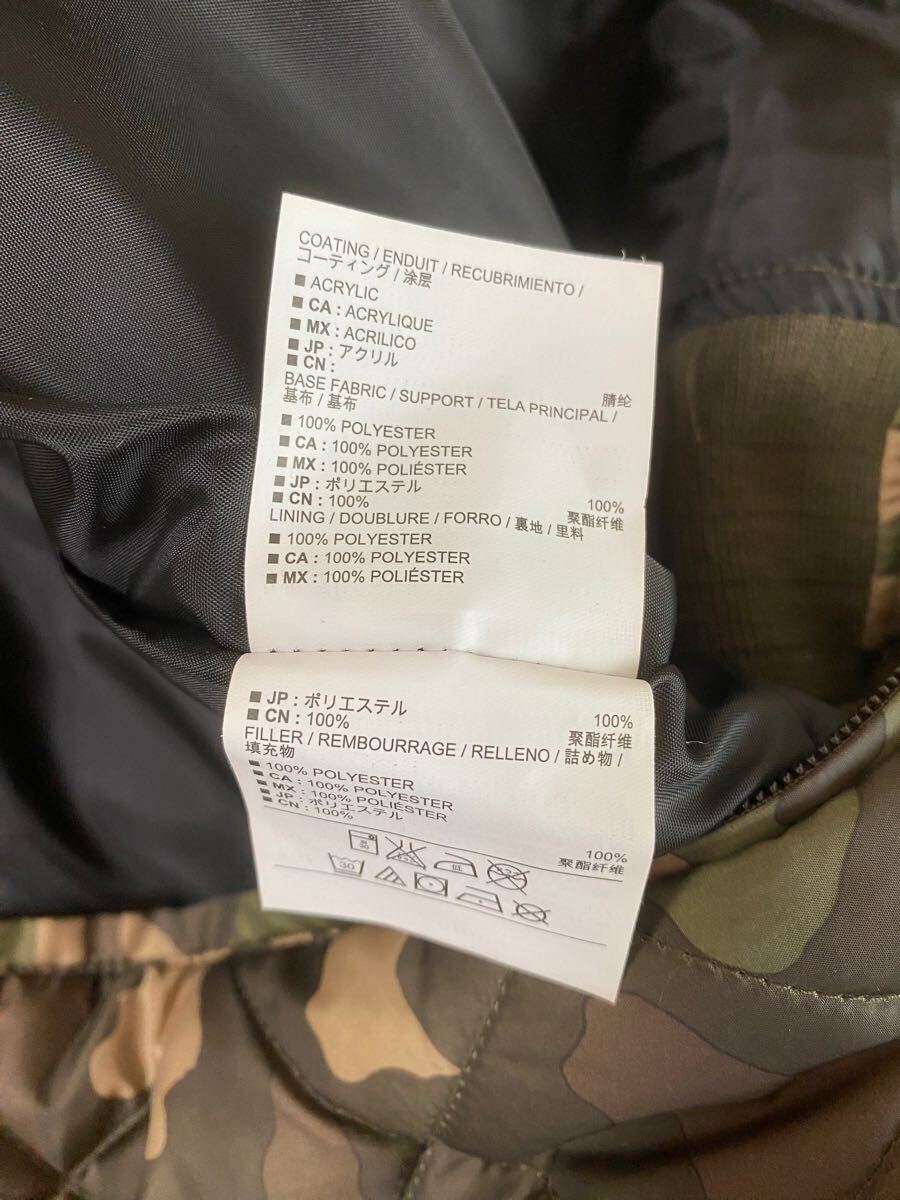 COATING / ENDUIT / RECUBRIMIENTO /
コーティング / 涂层
■ ACRYLIC
■ CA : ACRYLIQUE
■ MX : ACRILICO
■ JP : アクリル
■ CN :
腈纶
BASE FABRIC / SUPPORT / TELA PRINCIPAL /
基布 / 基布
■ 100% POLYESTER
■ CA : 100% POLYESTER
■ MX : 100% POLIÉSTER
■ JP : ポリエステル 100%
■ CN : 100% 聚酯纤维
LINING / DOUBLURE / FORRO / 裏地 / 里料
■ 100% POLYESTER
■ CA : 100% POLYESTER
■ MX : 100% POLIÉSTER
■ JP : ポリエステル 100%
■ CN : 100% 聚酯纤维
FILLER / REMBOURRAGE / RELLENO / 詰め物 /
填充物
■ 100% POLYESTER
■ CA : 100% POLYESTER
■ MX : 100% POLIÉSTER
■ JP : ポリエステル 100%
■ CN : 100% 聚酯纤维
30 低
30